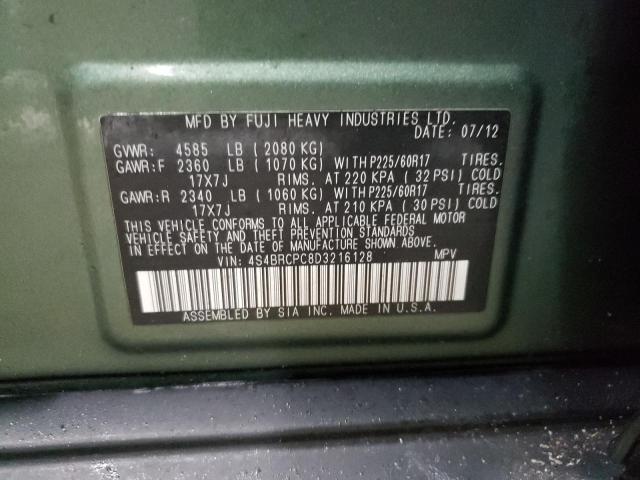 MFD BY FUJI HEAVY INDUSTRIES LTD.
DATE: 07/12
GVWR: 4585 LB ( 2080 KG)
GAWR:F 2360 LB ( 1070 KG) WITH P225/60R17 TIRES.
17X7J RIMS. AT 220 KPA ( 32 PSI) COLD
GAWR:R 2340 LB ( 1060 KG) WITH P225/60R17 TIRES.
17X7J RIMS. AT 210 KPA ( 30 PSI) COLD
THIS VEHICLE CONFORMS TO ALL APPLICABLE FEDERAL MOTOR
VEHICLE SAFETY AND BUMPER STANDARDS
IN EFFECT ON THE DATE OF MANUFACTURE SHOWN ABOVE.
VIN: 4S4BRCPC8D3216128 MPV
ASSEMBLED BY SIA INC. MADE IN U.S.A.